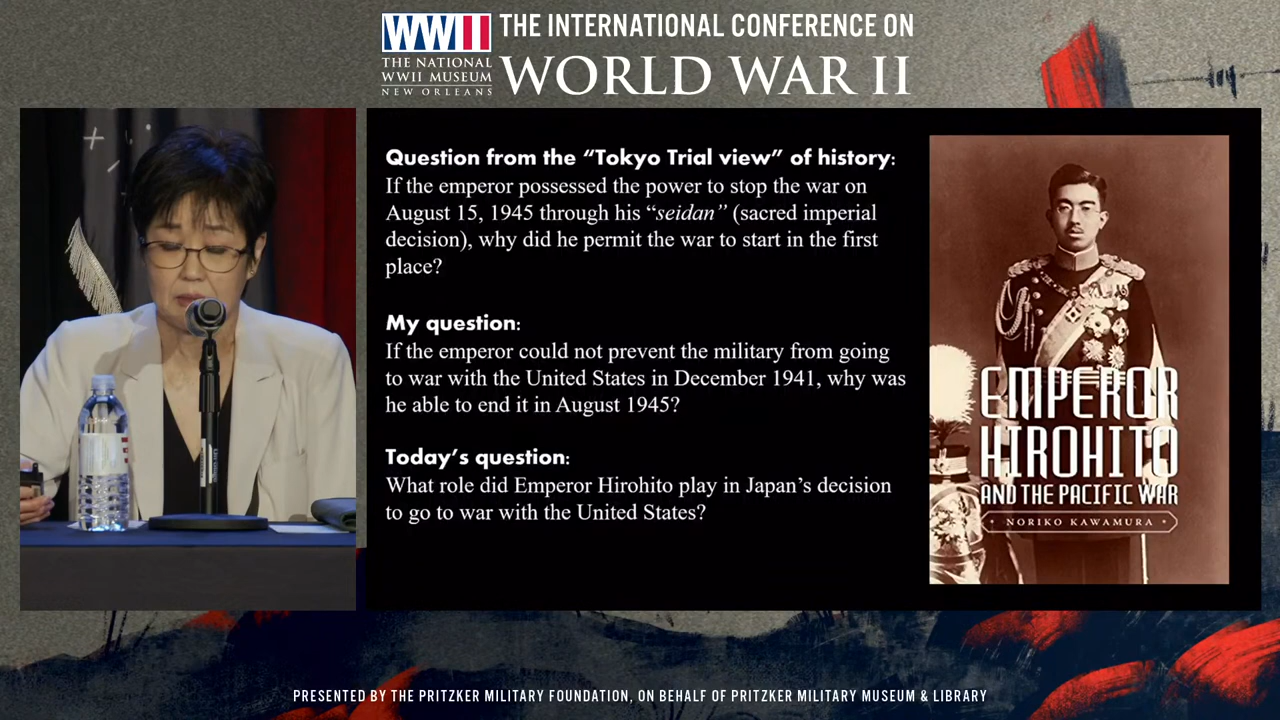 WWII
THE NATIONAL
WWII MUSEUM
NEW ORLEANS
THE INTERNATIONAL CONFERENCE ON
WORLD WAR II
Question from the “Tokyo Trial view” of history:
If the emperor possessed the power to stop the war on
August 15, 1945 through his “seidan” (sacred imperial
decision), why did he permit the war to start in the first
place?
My question:
If the emperor could not prevent the military from going
to war with the United States in December 1941, why was
he able to end it in August 1945?
Today’s question:
What role did Emperor Hirohito play in Japan’s decision
to go to war with the United States?
EMPEROR
HIROHITO
AND THE PACIFIC WAR
NORIKO KAWAMURA
PRESENTED BY THE PRITZKER MILITARY FOUNDATION, ON BEHALF OF PRITZKER MILITARY MUSEUM & LIBRARY